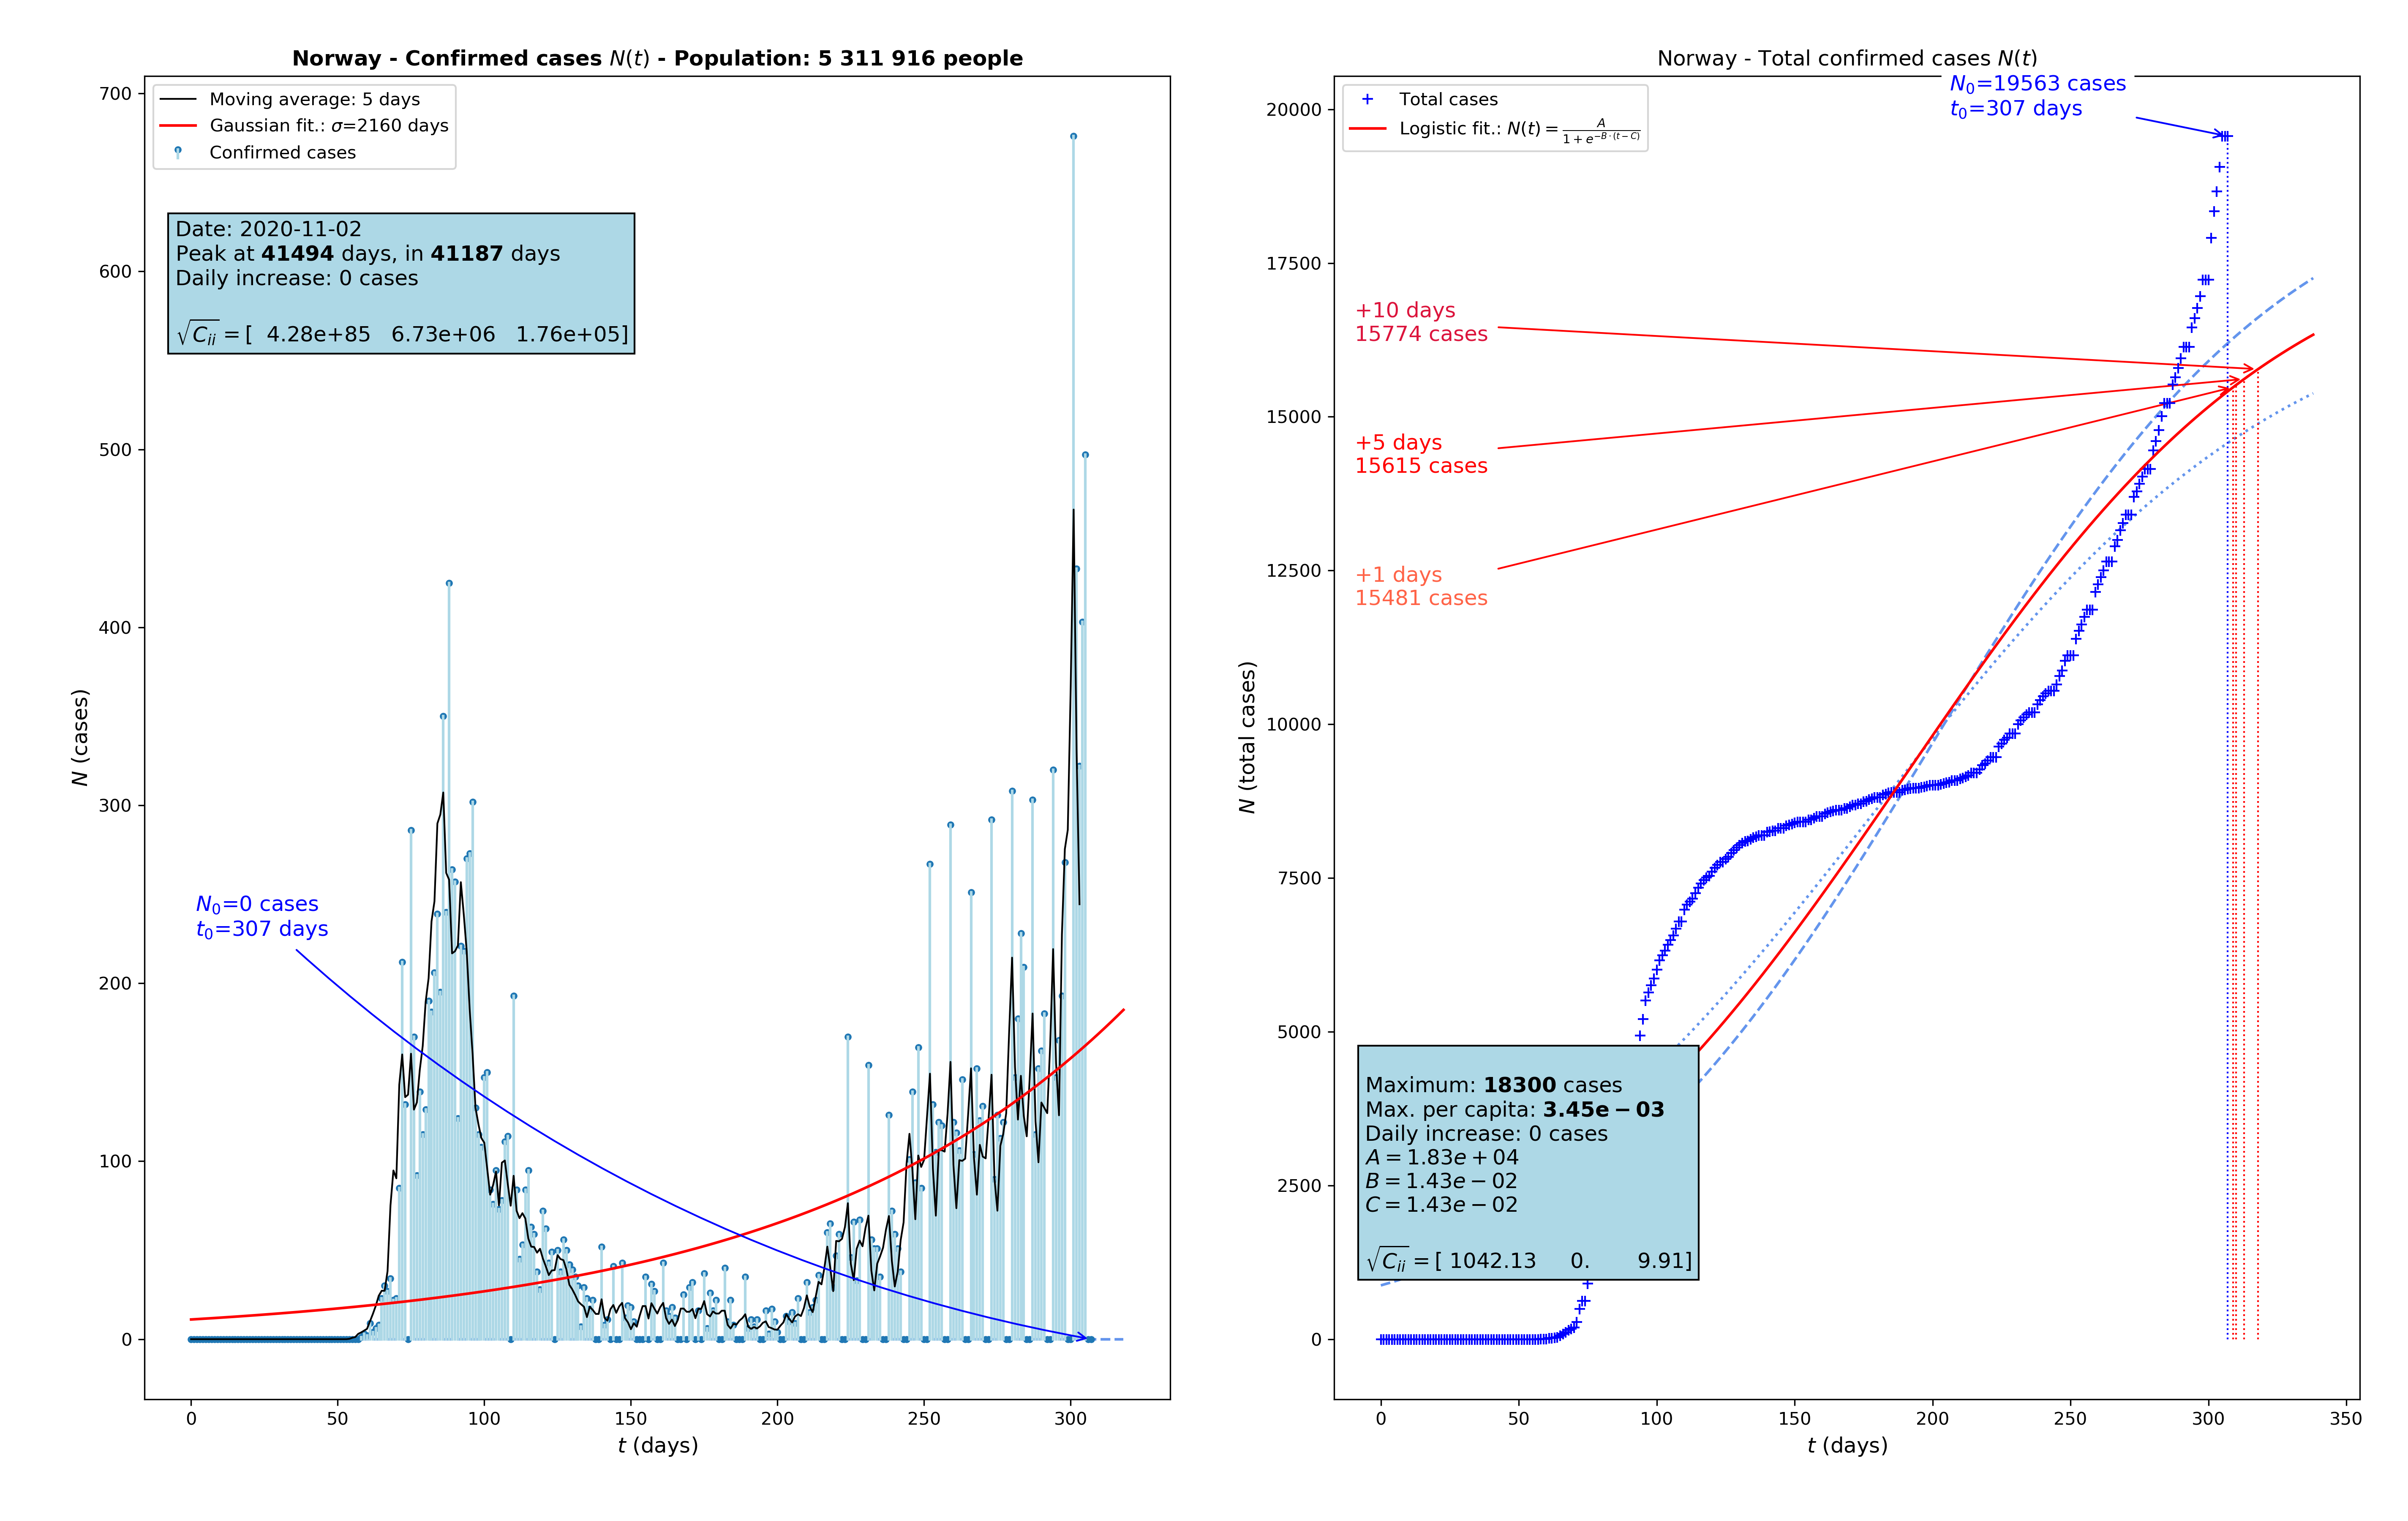 Norway - Confirmed cases N(t) - Population: 5 311 916 people
Moving average: 5 days
Gaussian fit.: σ=2160 days
Confirmed cases
Date: 2020-11-02
Peak at 41494 days, in 41187 days
Daily increase: 0 cases
√C_ii = [ 4.28e+85 6.73e+06 1.76e+05]
N_0=0 cases
t_0=307 days
700
600
500
400
300
200
100
0
N (cases)
0 50 100 150 200 250 300
t (days)
Norway - Total confirmed cases N(t)
Total cases
Logistic fit.: N(t) = A / (1 + e^{-B·(t-C)})
N_0=19563 cases
t_0=307 days
+10 days
15774 cases
+5 days
15615 cases
+1 days
15481 cases
Maximum: 18300 cases
Max. per capita: 3.45e − 03
Daily increase: 0 cases
A = 1.83e + 04
B = 1.43e − 02
C = 1.43e − 02
√C_ii = [ 1042.13 0. 9.91]
20000
17500
15000
12500
10000
7500
5000
2500
0
N (total cases)
0 50 100 150 200 250 300 350
t (days)